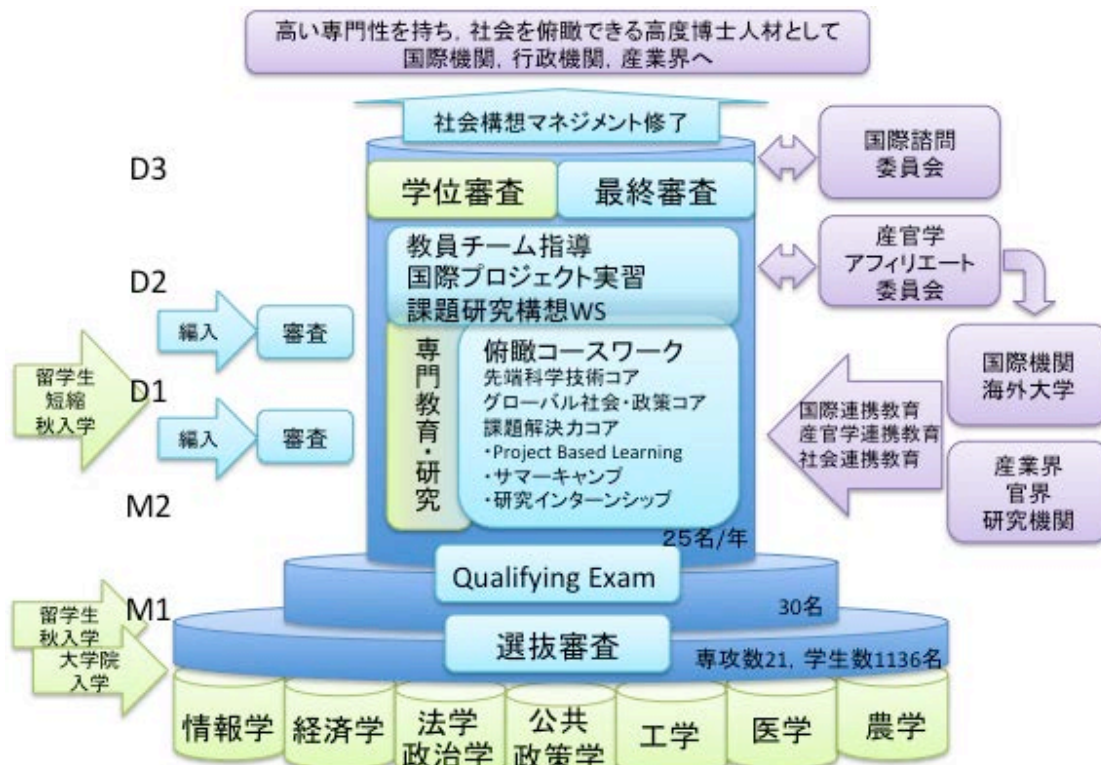 高い専門性を持ち, 社会を俯瞰できる高度博士人材として
国際機関, 行政機関, 産業界へ
社会構想マネジメント修了
D3
学位審査
最終審査
国際諮問
委員会
教員チーム指導
国際プロジェクト実習
課題研究構想WS
産官学
アフィリエート
委員会
D2
編入
審査
専門教育・研究
俯瞰コースワーク
先端科学技術コア
グローバル社会・政策コア
課題解決力コア
・Project Based Learning
・サマーキャンプ
・研究インターンシップ
国際機関
海外大学
留学生
短縮
秋入学
D1
編入
審査
国際連携教育
産官学連携教育
社会連携教育
産業界
官界
研究機関
M2
25名/年
Qualifying Exam
M1
30名
留学生
秋入学
大学院
入学
選抜審査
専攻数21, 学生数1136名
情報学
経済学
法学
政治学
公共
政策学
工学
医学
農学